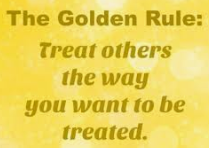 The Golden Rule:
Treat others
the way
you want to be
treated.